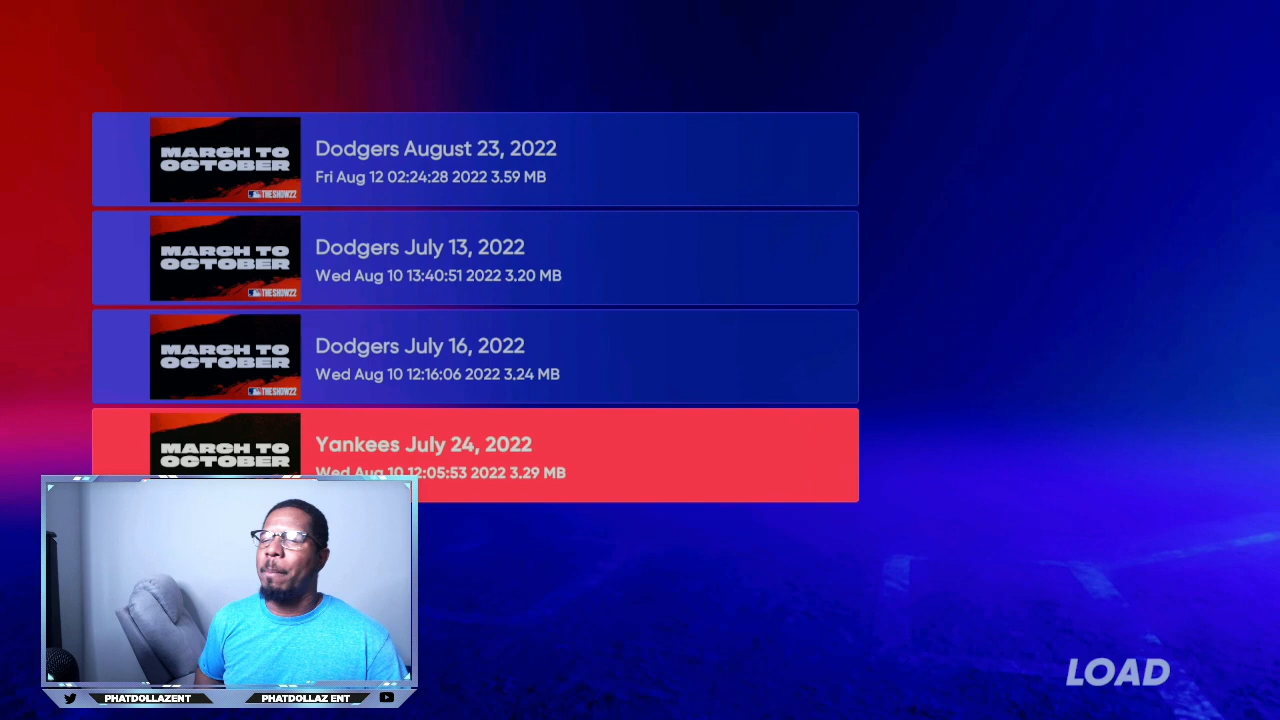 MARCH TO
OCTOBER
THE SHOW 22
Dodgers August 23, 2022
Fri Aug 12 02:24:28 2022 3.59 MB
MARCH TO
OCTOBER
THE SHOW 22
Dodgers July 13, 2022
Wed Aug 10 13:40:51 2022 3.20 MB
MARCH TO
OCTOBER
THE SHOW 22
Dodgers July 16, 2022
Wed Aug 10 12:16:06 2022 3.24 MB
MARCH TO
OCTOBER
Yankees July 24, 2022
Wed Aug 10 12:05:53 2022 3.29 MB
PHATDOLLAZENT
PHATDOLLAZ ENT
LOAD